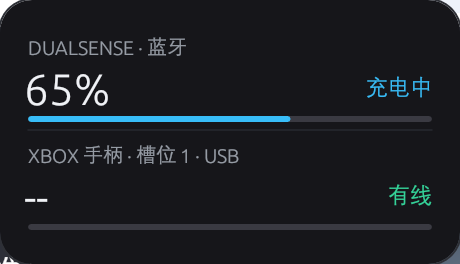 DUALSENSE · 蓝牙
65%
充电中
XBOX 手柄 · 槽位 1 · USB
--
有线